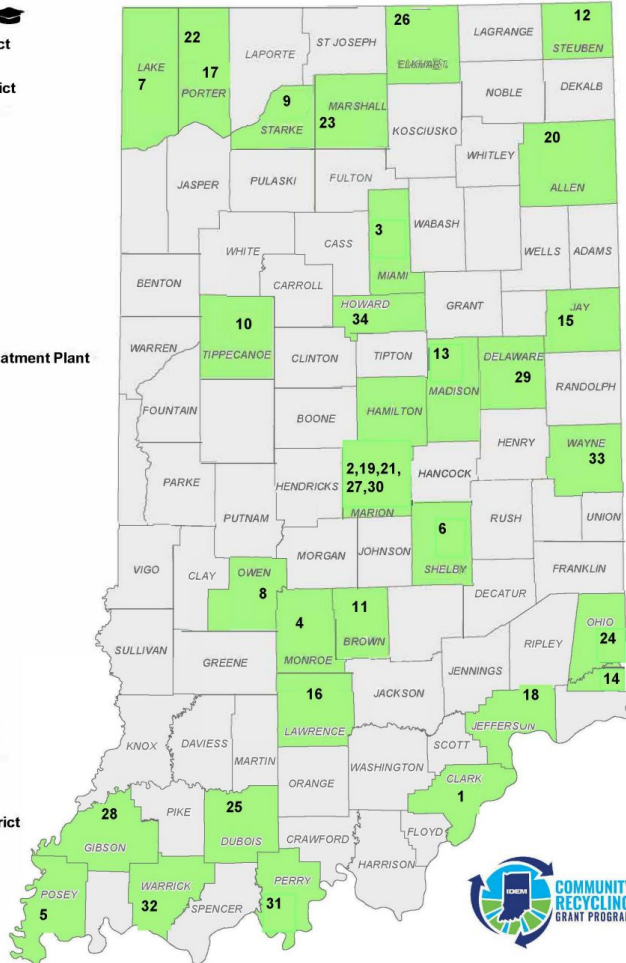 ct
ict
atment Plant
rict
22
26
12
LAKE
7
17
PORTER
LAPORTE
ST JOSEPH
ELKHART
LAGRANGE
STEUBEN
9
STARKE
23
MARSHALL
KOSCIUSKO
NOBLE
DEKALB
WHITLEY
20
ALLEN
JASPER
PULASKI
FULTON
3
MIAMI
WABASH
WHITE
CASS
WELLS
ADAMS
BENTON
CARROLL
HOWARD
34
GRANT
JAY
15
10
TIPPECANOE
WARREN
CLINTON
TIPTON
13
MADISON
DELAWARE
29
RANDOLPH
FOUNTAIN
BOONE
HAMILTON
HENRY
WAYNE
33
PARKE
HENDRICKS
2,19,21,
27,30
MARION
HANCOCK
PUTNAM
MORGAN
JOHNSON
6
SHELBY
RUSH
UNION
VIGO
CLAY
OWEN
8
FRANKLIN
DECATUR
SULLIVAN
GREENE
4
MONROE
11
BROWN
OHIO
24
RIPLEY
JENNINGS
14
16
LAWRENCE
JACKSON
18
JEFFERSON
KNOX
DAVIESS
MARTIN
ORANGE
WASHINGTON
SCOTT
CLARK
1
28
GIBSON
PIKE
25
DUBOIS
CRAWFORD
FLOYD
HARRISON
POSEY
5
WARRICK
32
SPENCER
PERRY
31
IDEM
COMMUNITY
RECYCLING
GRANT PROGRAM